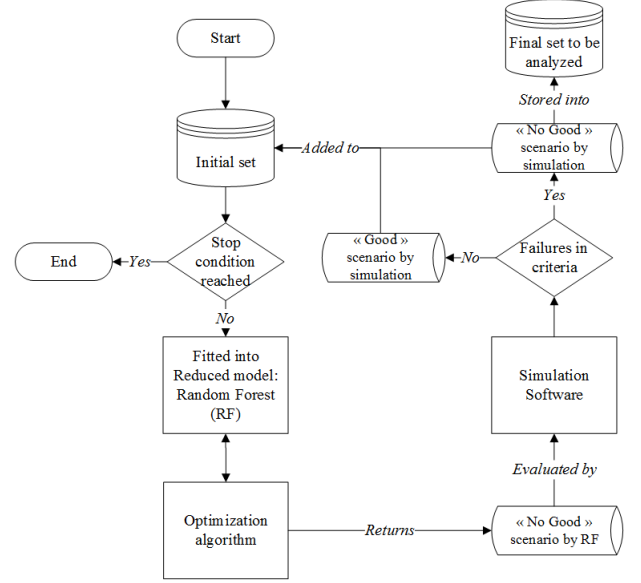 Start
Final set to be
analyzed
Stored into
Initial set
Added to
« No Good »
scenario by
simulation
Yes
End
Yes
Stop
condition
reached
« Good »
scenario by
simulation
No
Failures in
criteria
No
Fitted into
Reduced model:
Random Forest
(RF)
Simulation
Software
Evaluated by
Optimization
algorithm
Returns
« No Good »
scenario by RF